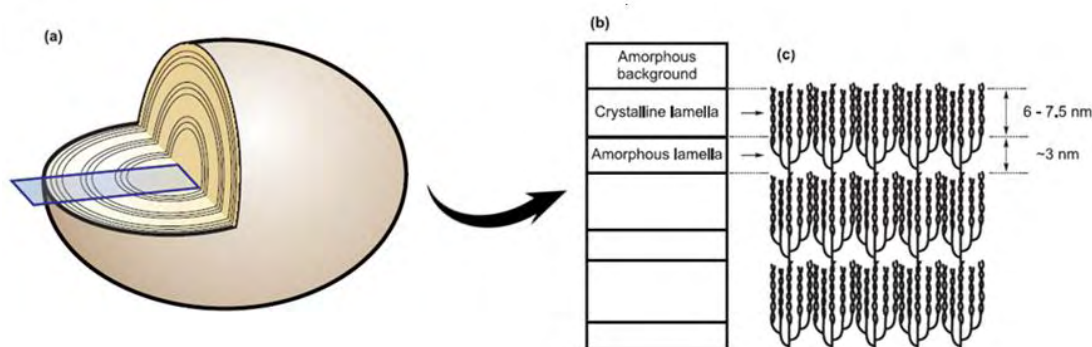 (a)
(b)
Amorphous
background
Crystalline lamella
Amorphous lamella
(c)
6 - 7.5 nm
~3 nm